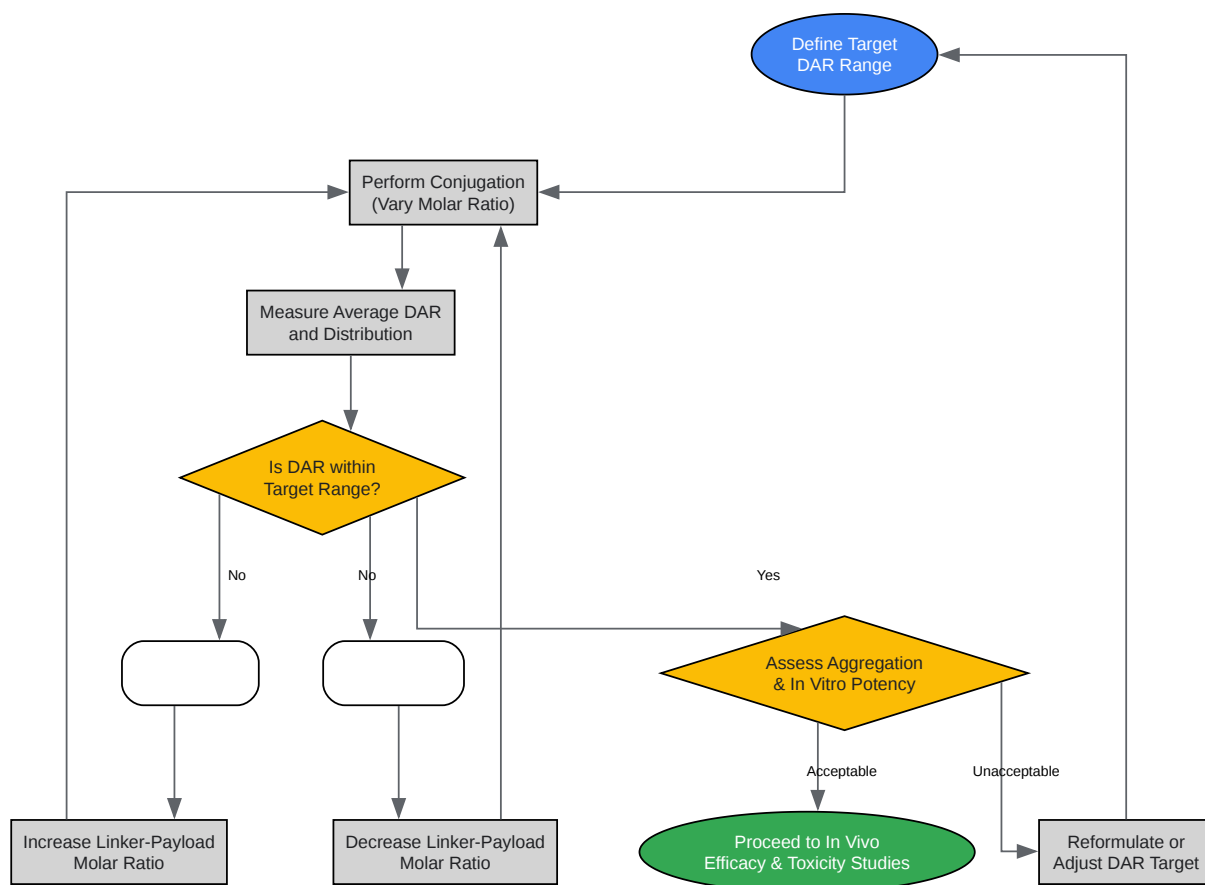 Define Target
DAR Range
Perform Conjugation
(Vary Molar Ratio)
Measure Average DAR
and Distribution
Is DAR within
Target Range?
No
No
Yes
Assess Aggregation
& In Vitro Potency
Acceptable
Unacceptable
Increase Linker-Payload
Molar Ratio
Decrease Linker-Payload
Molar Ratio
Proceed to In Vivo
Efficacy & Toxicity Studies
Reformulate or
Adjust DAR Target